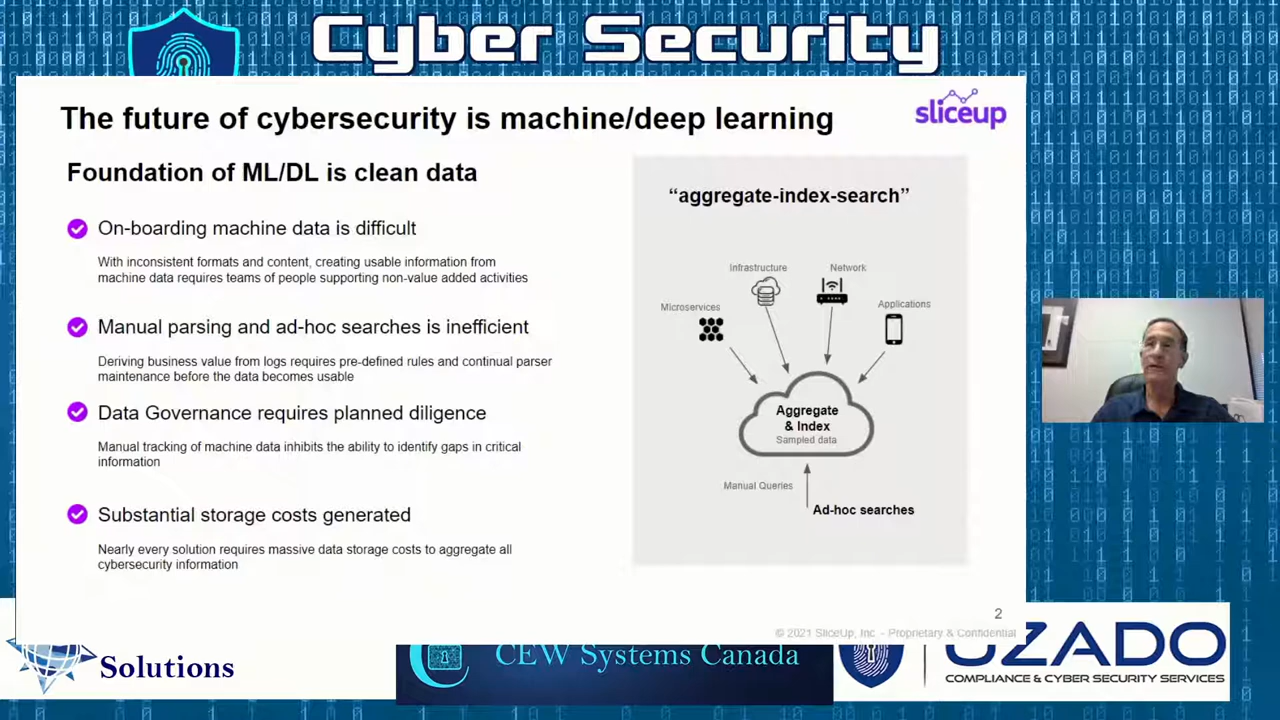 Cyber Security
The future of cybersecurity is machine/deep learning
sliceup
Foundation of ML/DL is clean data
On-boarding machine data is difficult
With inconsistent formats and content, creating usable information from
machine data requires teams of people supporting non-value added activities
Manual parsing and ad-hoc searches is inefficient
Deriving business value from logs requires pre-defined rules and continual parser
maintenance before the data becomes usable
Data Governance requires planned diligence
Manual tracking of machine data inhibits the ability to identify gaps in critical
information
Substantial storage costs generated
Nearly every solution requires massive data storage costs to aggregate all
cybersecurity information
“aggregate-index-search”
Infrastructure
Network
Microservices
Applications
Aggregate
& Index
Sampled data
Manual Queries
Ad-hoc searches
2
© 2021 SliceUp, Inc - Proprietary & Confidential
Solutions
CEW Systems Canada
UZADO
COMPLIANCE & CYBER SECURITY SERVICES